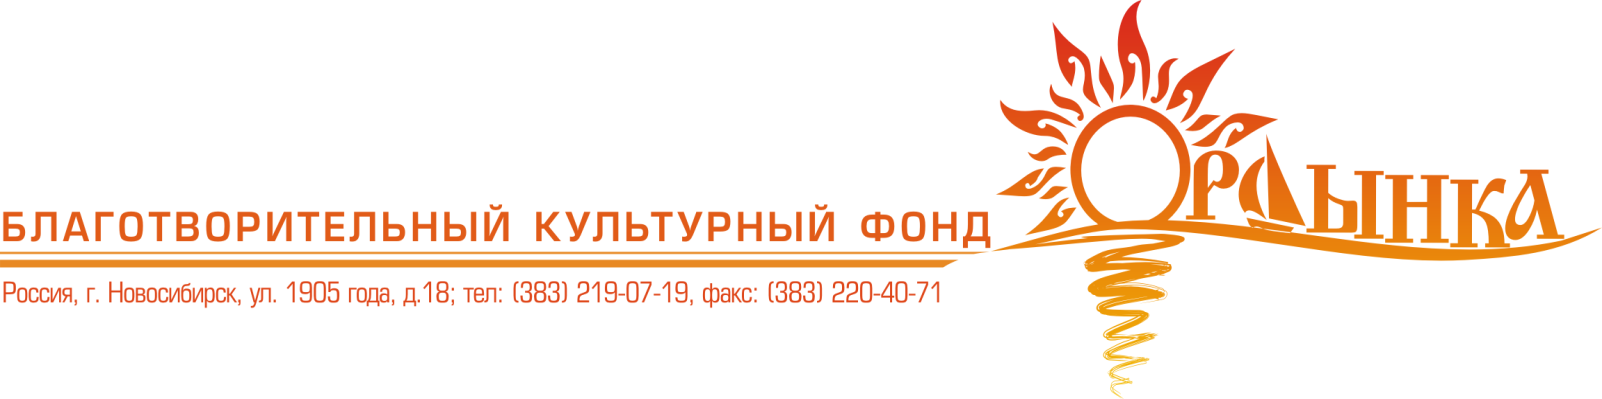 ОРДЫНКА
БЛАГОТВОРИТЕЛЬНЫЙ КУЛЬТУРНЫЙ ФОНД
Россия, г. Новосибирск, ул. 1905 года, д.18; тел: (383) 219-07-19, факс: (383) 220-40-71